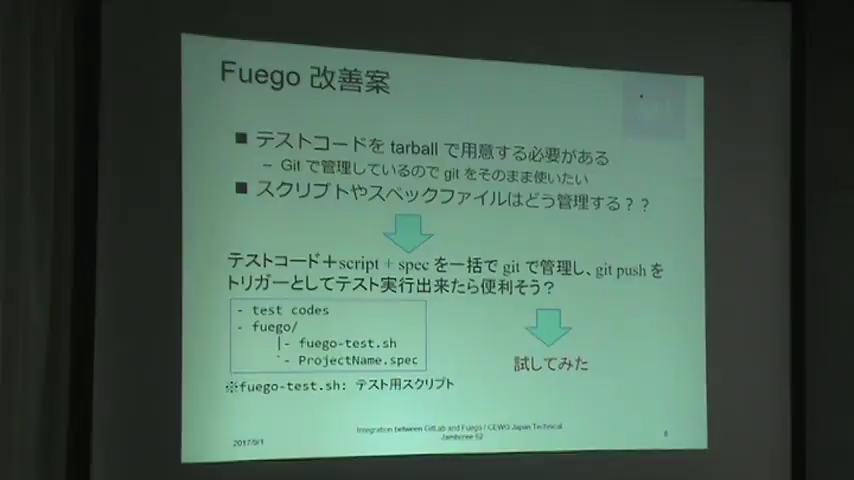 Fuego 改善案
■ テストコードを tarball で用意する必要がある
– Git で管理しているので git をそのまま使いたい
■ スクリプトやスペックファイルはどう管理する？？
テストコード＋script + spec を一括で git で管理し、git push を
トリガーとしてテスト実行出来たら便利そう？
- test codes
- fuego/
|- fuego-test.sh
`- ProjectName.spec
試してみた
※fuego-test.sh: テスト用スクリプト
2017/9/1
Integration between GitLab and Fuego / CEWG Japan Technical
Jamboree 62